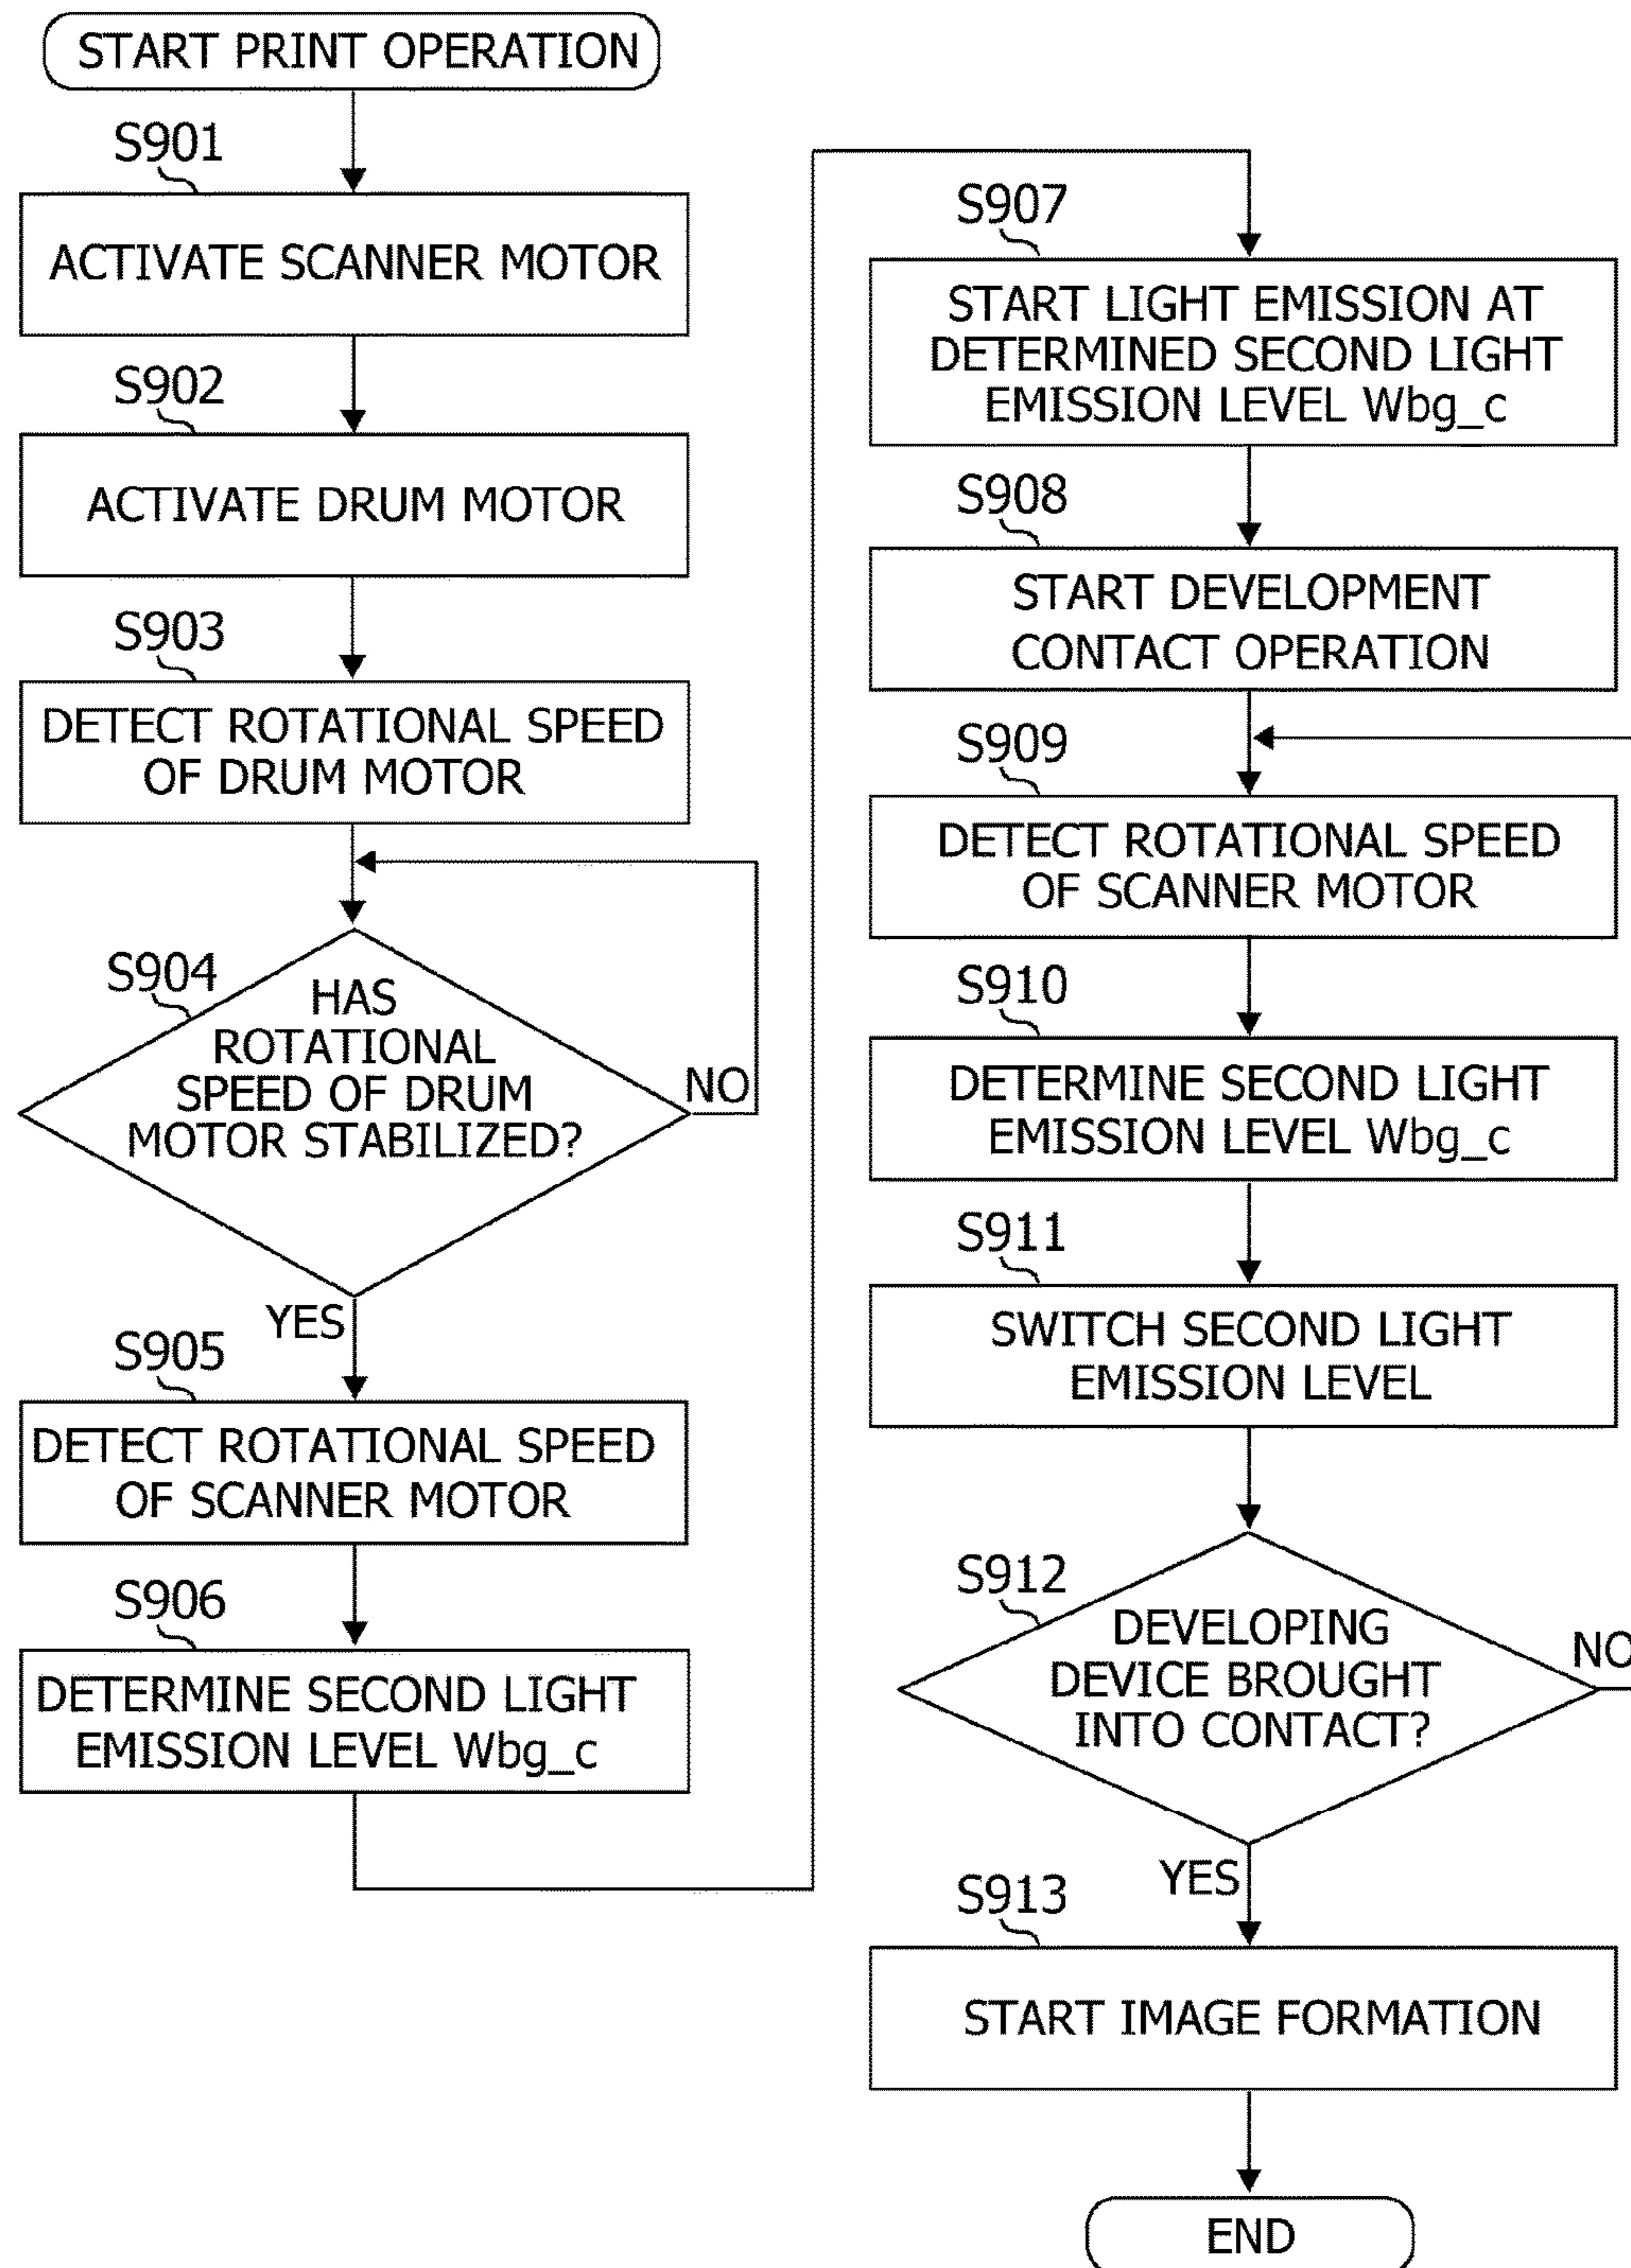 START PRINT OPERATION
S901
ACTIVATE SCANNER MOTOR
S902
ACTIVATE DRUM MOTOR
S903
DETECT ROTATIONAL SPEED
OF DRUM MOTOR
S904
HAS
ROTATIONAL
SPEED OF DRUM
MOTOR STABILIZED?
NO
YES
S905
DETECT ROTATIONAL SPEED
OF SCANNER MOTOR
S906
DETERMINE SECOND LIGHT
EMISSION LEVEL Wbg_c
S907
START LIGHT EMISSION AT
DETERMINED SECOND LIGHT
EMISSION LEVEL Wbg_c
S908
START DEVELOPMENT
CONTACT OPERATION
S909
DETECT ROTATIONAL SPEED
OF SCANNER MOTOR
S910
DETERMINE SECOND LIGHT
EMISSION LEVEL Wbg_c
S911
SWITCH SECOND LIGHT
EMISSION LEVEL
S912
DEVELOPING
DEVICE BROUGHT
INTO CONTACT?
NO
YES
S913
START IMAGE FORMATION
END